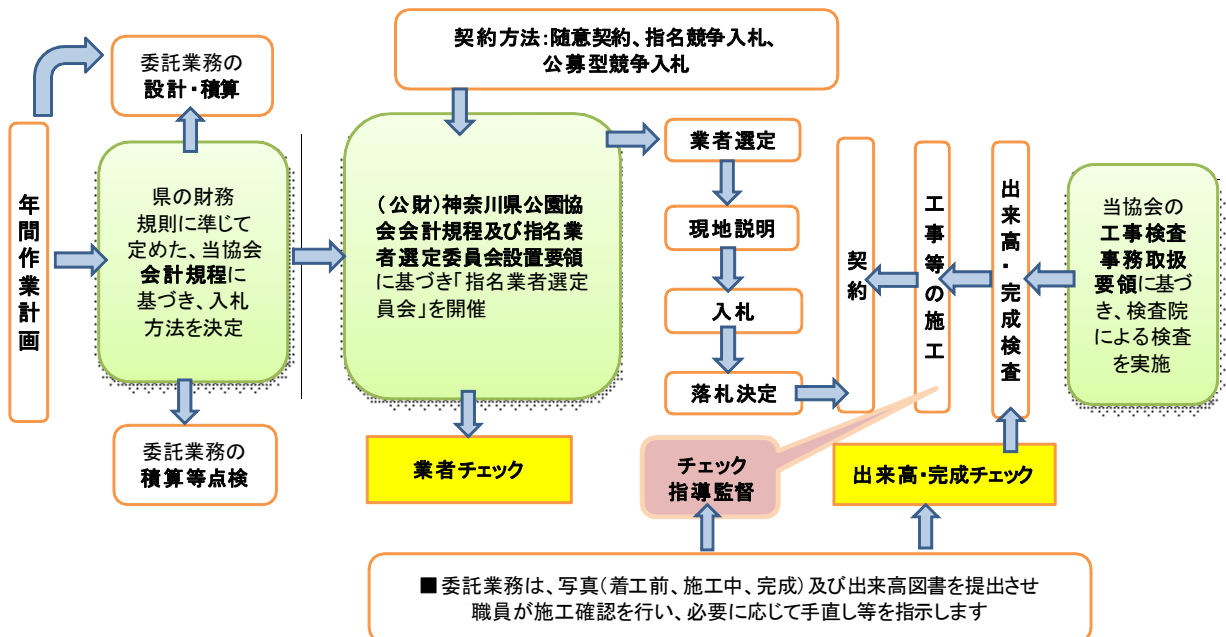 年間作業計画
委託業務の
設計・積算
県の財務
規則に準じて
定めた、当協会
会計規程に
基づき、入札
方法を決定
委託業務の
積算等点検
契約方法:随意契約、指名競争入札、
公募型競争入札
(公財)神奈川県公園協
会会計規程及び指名業
者選定委員会設置要領
に基づき「指名業者選定
員会」を開催
業者チェック
業者選定
現地説明
入札
落札決定
契約
工事等の施工
出来高・完成検査
当協会の
工事検査
事務取扱
要領に基づ
き、検査院
による検査
を実施
チェック
指導監督
出来高・完成チェック
■委託業務は、写真(着工前、施工中、完成)及び出来高図書を提出させ
職員が施工確認を行い、必要に応じて手直し等を指示します